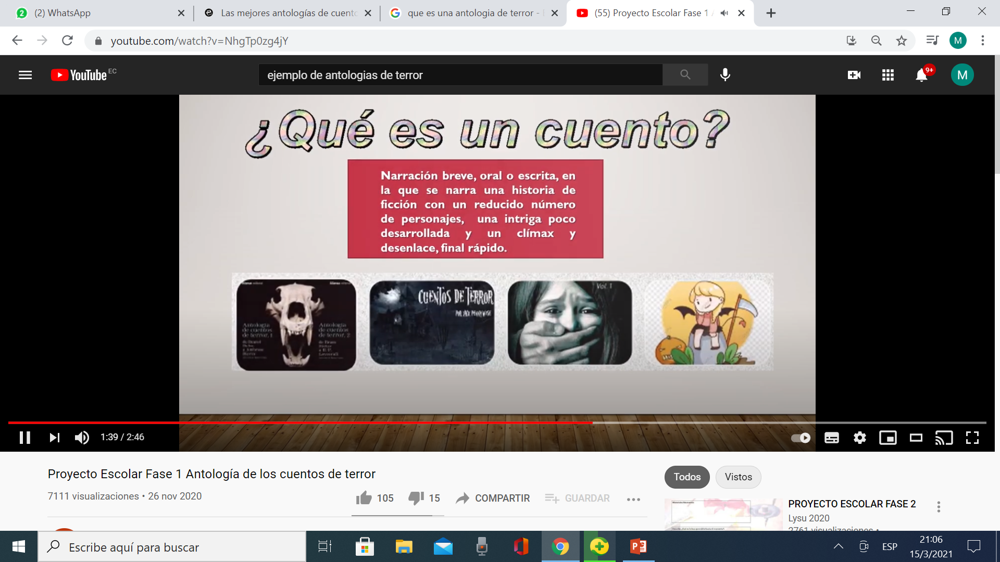 (2) WhatsApp
Las mejores antologías de cuento
que es una antologia de terror -
(55) Proyecto Escolar Fase 1
youtube.com/watch?v=NhgTp0zg4jY
M
YouTube EC
ejemplo de antologias de terror
9+
M
¿Qué es un cuento?
Narración breve, oral o escrita, en
la que se narra una historia de
ficción con un reducido número
de personajes, una intriga poco
desarrollada y un clímax y
desenlace, final rápido.
Antología
de cuentos
de terror, 1
Antología
de cuentos
de terror, 2
CUENTOS DE TERROR
Vol. 1
1:39 / 2:46
Proyecto Escolar Fase 1 Antología de los cuentos de terror
7111 visualizaciones • 26 nov 2020
105
15
COMPARTIR
GUARDAR
Todos
Vistos
PROYECTO ESCOLAR FASE 2
Lysu 2020
2761 visualizaciones •
Escribe aquí para buscar
ESP
21:06
15/3/2021